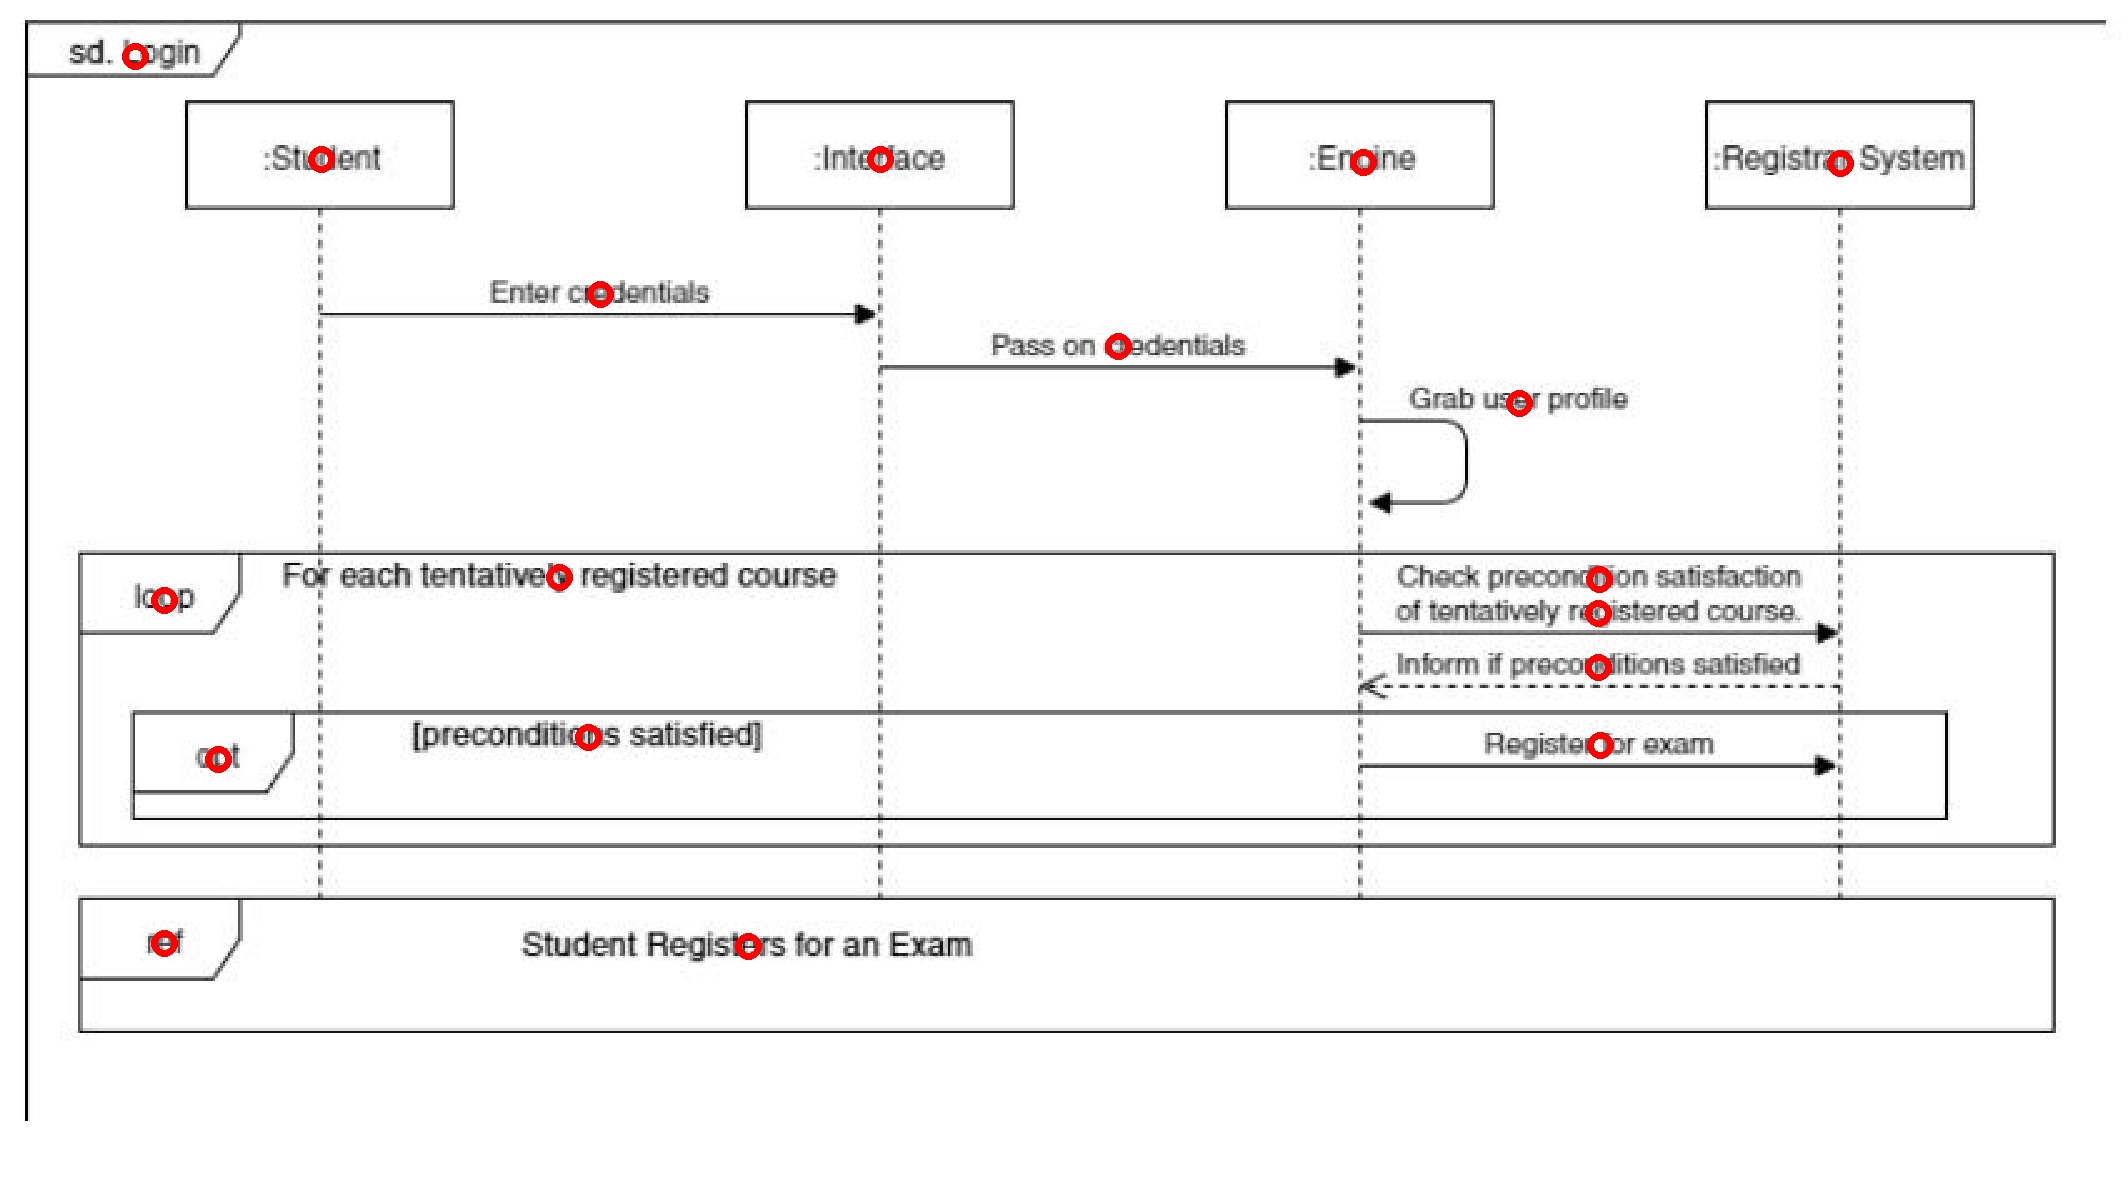 sd. Login
:Student
:Interface
:Engine
:Registrar System
Enter credentials
Pass on credentials
Grab user profile
loop
For each tentatively registered course
Check precondition satisfaction
of tentatively registered course.
Inform if preconditions satisfied
opt
[preconditions satisfied]
Register for exam
ref
Student Registers for an Exam